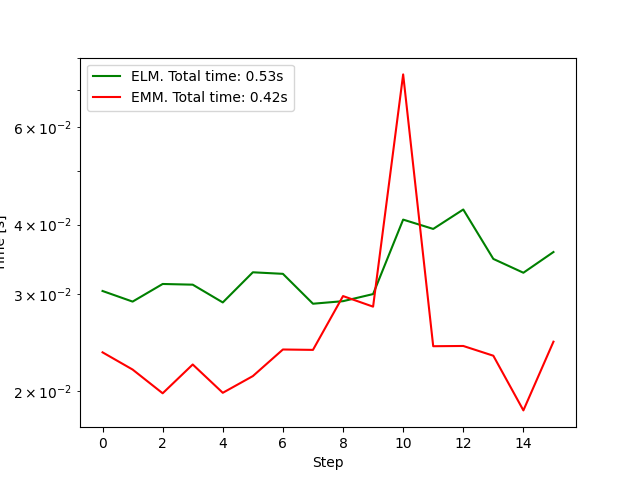 ELM. Total time: 0.53s
EMM. Total time: 0.42s
6 × 10⁻²
4 × 10⁻²
3 × 10⁻²
2 × 10⁻²
Time [s]
0 2 4 6 8 10 12 14
Step